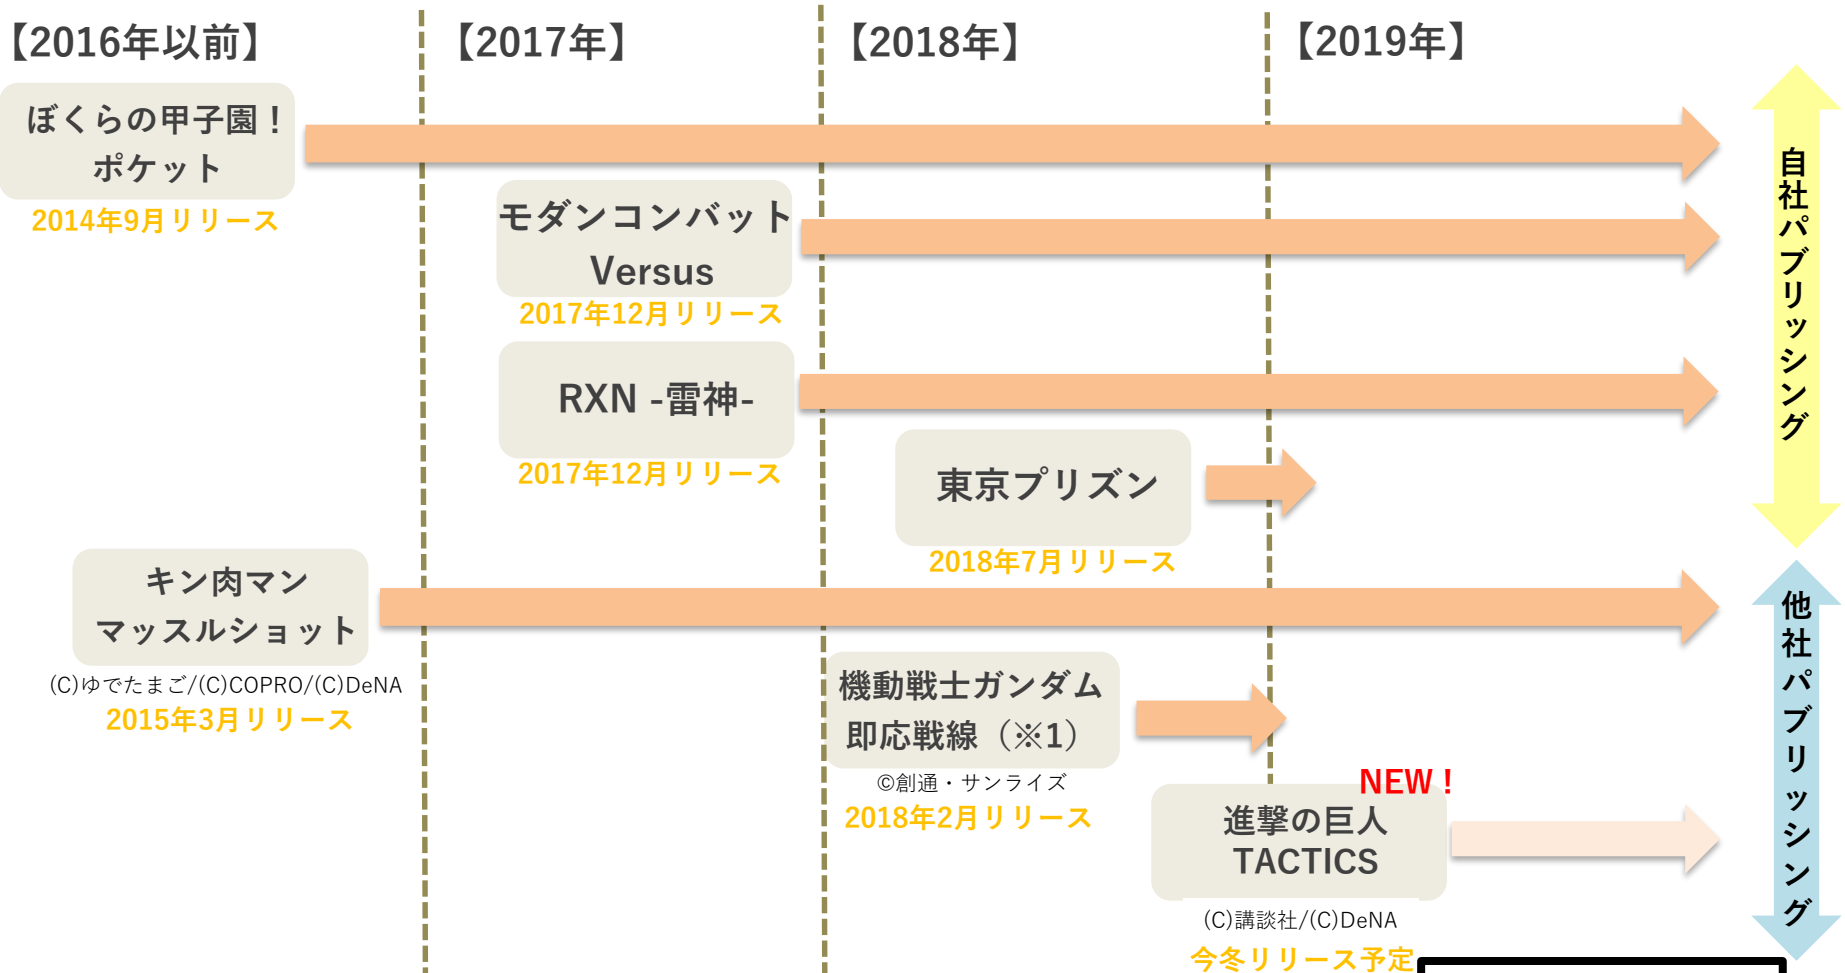 【2016年以前】
【2017年】
【2018年】
【2019年】
ぼくらの甲子園！
ポケット
2014年9月リリース
モダンコンバット
Versus
2017年12月リリース
RXN -雷神-
2017年12月リリース
東京プリズン
2018年7月リリース
自社パブリッシング
キン肉マン
マッスルショット
(C)ゆでたまご/(C)COPRO/(C)DeNA
2015年3月リリース
機動戦士ガンダム
即応戦線（※1）
©創通・サンライズ
2018年2月リリース
NEW！
進撃の巨人
TACTICS
(C)講談社/(C)DeNA
今冬リリース予定
他社パブリッシング